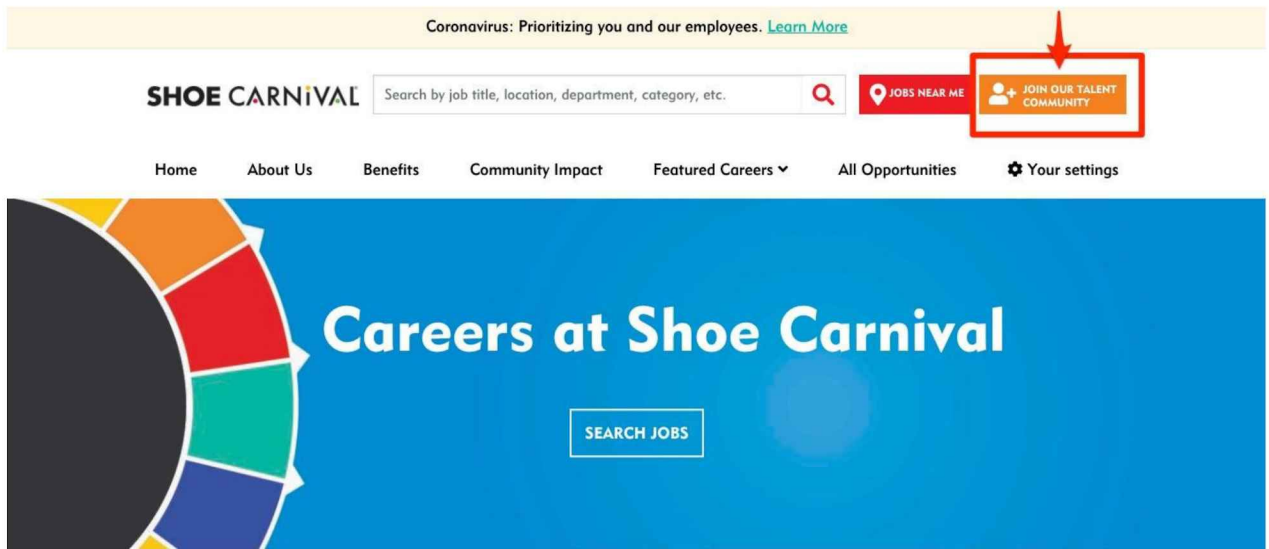 Coronavirus: Prioritizing you and our employees. Learn More
SHOE CARNiVAL
Search by job title, location, department, category, etc.
JOBS NEAR ME
JOIN OUR TALENT
COMMUNITY
Home About Us Benefits Community Impact Featured Careers All Opportunities Your settings
Careers at Shoe Carnival
SEARCH JOBS